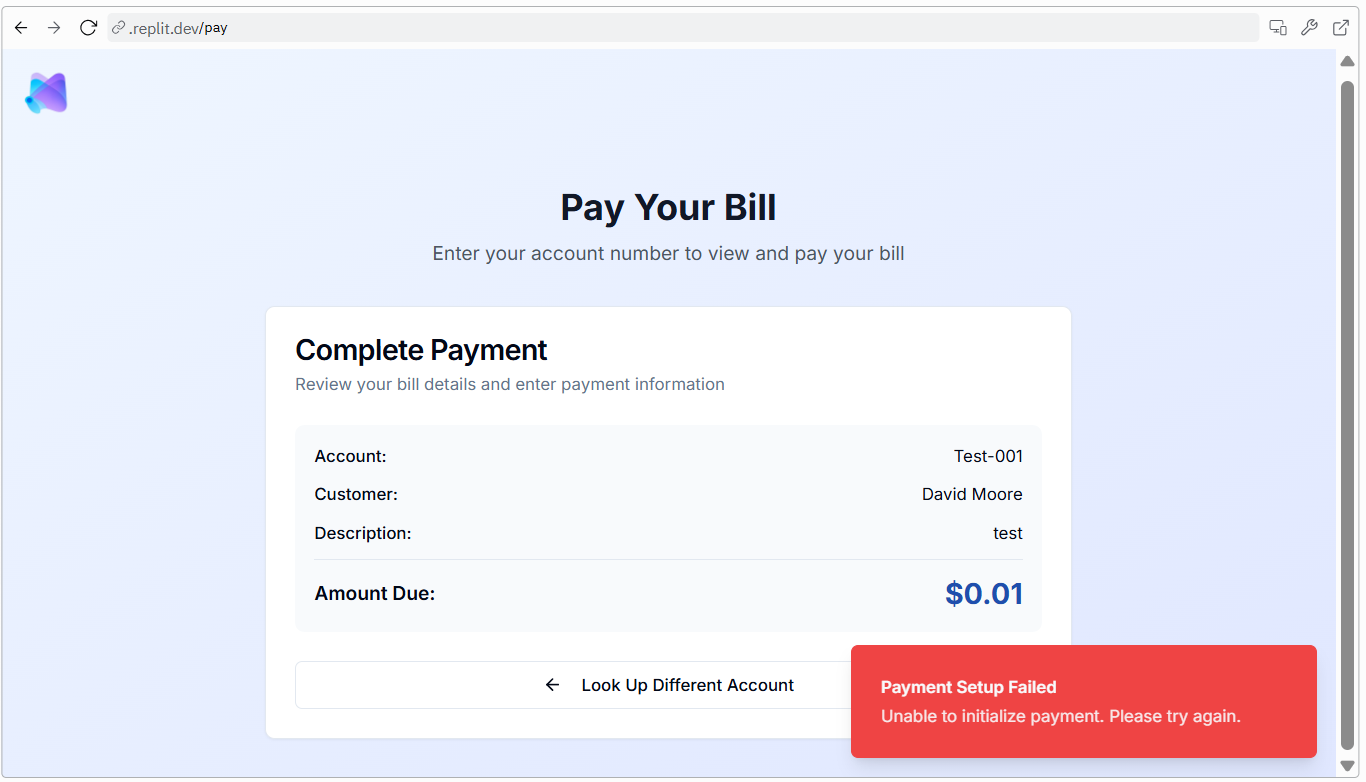 .replit.dev/pay
Pay Your Bill
Enter your account number to view and pay your bill
Complete Payment
Review your bill details and enter payment information
Account: Test-001
Customer: David Moore
Description: test
Amount Due: $0.01
← Look Up Different Account
Payment Setup Failed
Unable to initialize payment. Please try again.